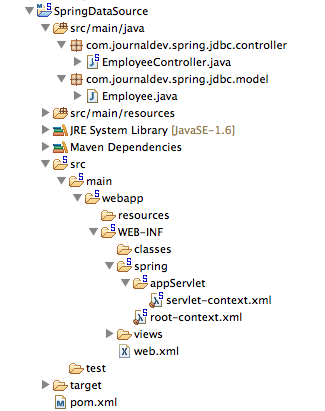 SpringDataSource
src/main/java
com.journaldev.spring.jdbc.controller
EmployeeController.java
com.journaldev.spring.jdbc.model
Employee.java
src/main/resources
JRE System Library [JavaSE-1.6]
Maven Dependencies
src
main
webapp
resources
WEB-INF
classes
spring
appServlet
servlet-context.xml
root-context.xml
views
web.xml
test
target
pom.xml